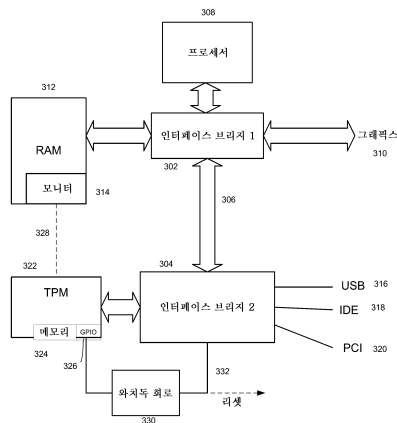 308
프로세서
312
RAM
모니터
314
인터페이스 브리지 1
302
그래픽스
310
306
328
322
304
TPM
메모리
GPIO
324
326
인터페이스 브리지 2
USB 316
IDE 318
PCI 320
332
와치독 회로
330
리셋